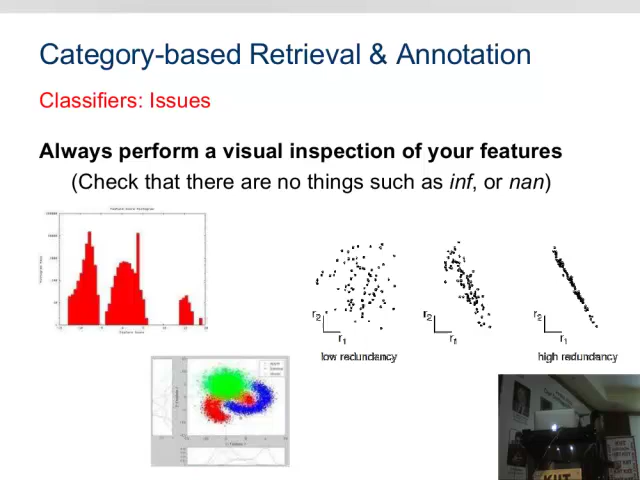 Category-based Retrieval & Annotation
Classifiers: Issues
Always perform a visual inspection of your features
(Check that there are no things such as inf, or nan)
r2
r1
low redundancy
r2
r1
r2
r1
high redundancy
KIIT